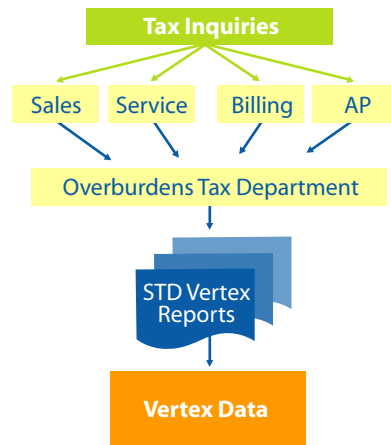 Tax Inquiries
Sales Service Billing AP
Overburdens Tax Department
STD Vertex
Reports
Vertex Data